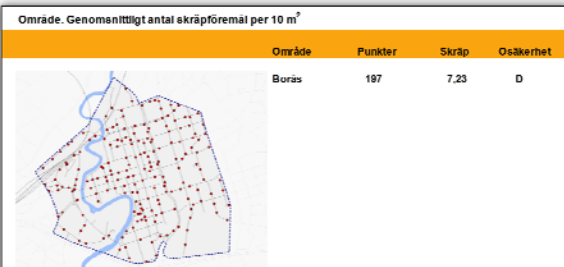 Område. Genomsnittligt antal skräpföremål per 10 m²
Område Punkter Skräp Osäkerhet
Borås 197 7,23 D